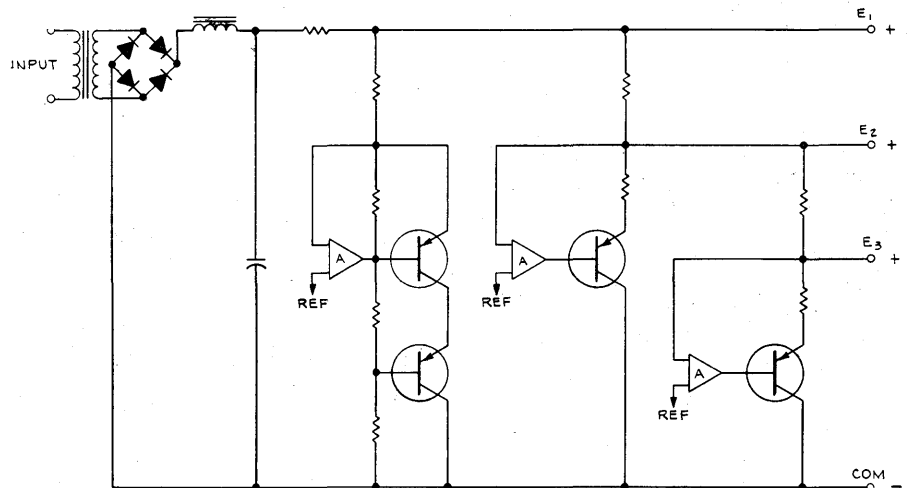 E1 +
INPUT
E2 +
E3 +
A
REF
A
REF
A
REF
COM -